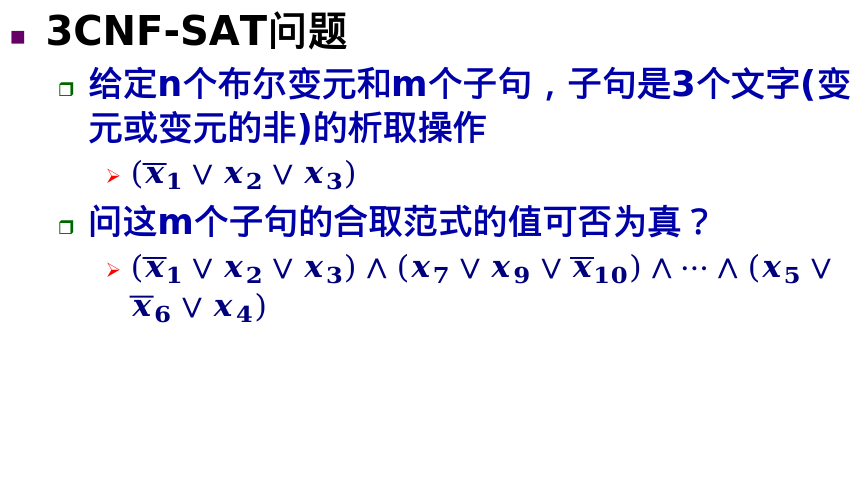 3CNF-SAT问题
给定n个布尔变元和m个子句，子句是3个文字(变
元或变元的非)的析取操作
(x̅₁ ∨ x₂ ∨ x₃)
问这m个子句的合取范式的值可否为真？
(x̅₁ ∨ x₂ ∨ x₃) ∧ (x₇ ∨ x₉ ∨ x̅₁₀) ∧ ⋯ ∧ (x₅ ∨
x̅₆ ∨ x₄)